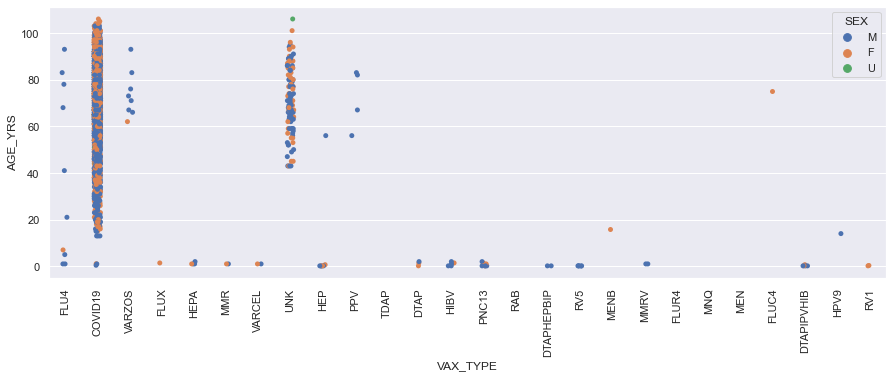 SEX
M
F
U
AGE_YRS
100
80
60
40
20
0
FLU4
COVID19
VARZOS
FLUX
HEPA
MMR
VARCEL
UNK
HEP
PPV
TDAP
DTAP
HIBV
PNC13
RAB
DTAPHEPBIP
RV5
MENB
MMRV
FLUR4
MNQ
MEN
FLUC4
DTAPIPVHIB
HPV9
RV1
VAX_TYPE